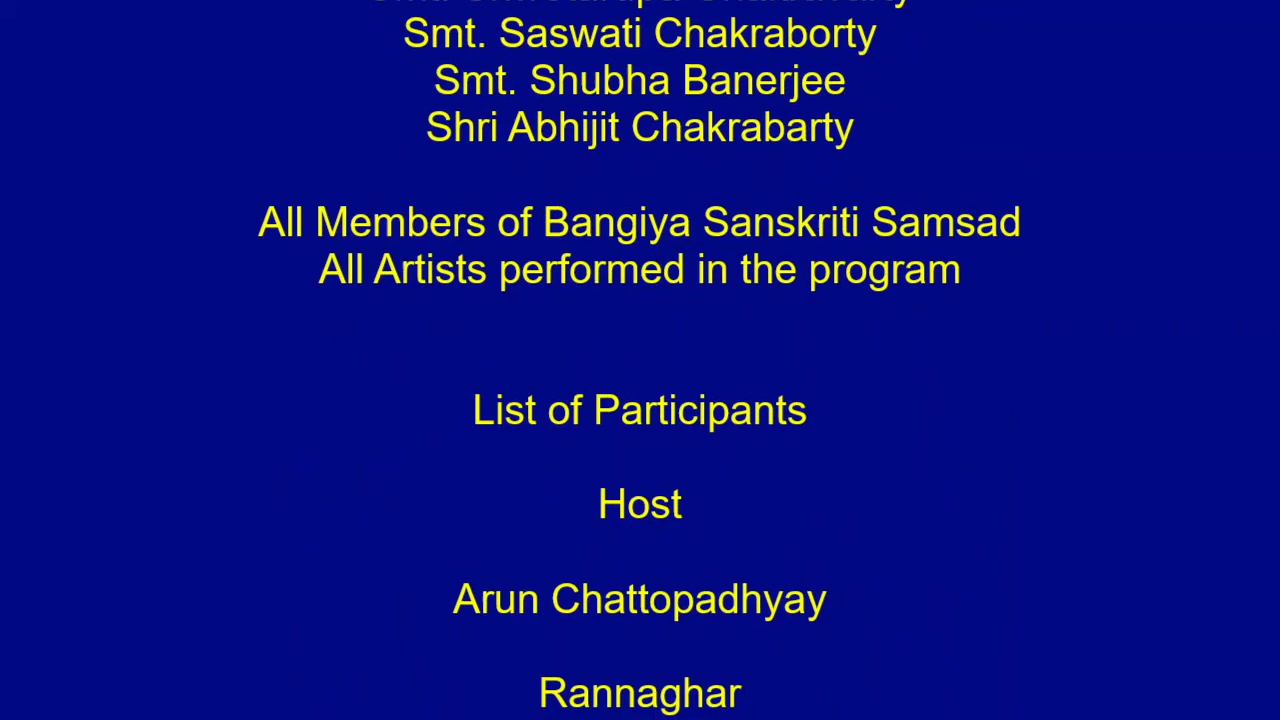 Smt. Saswati Chakraborty
Smt. Shubha Banerjee
Shri Abhijit Chakrabarty
All Members of Bangiya Sanskriti Samsad
All Artists performed in the program
List of Participants
Host
Arun Chattopadhyay
Rannaghar